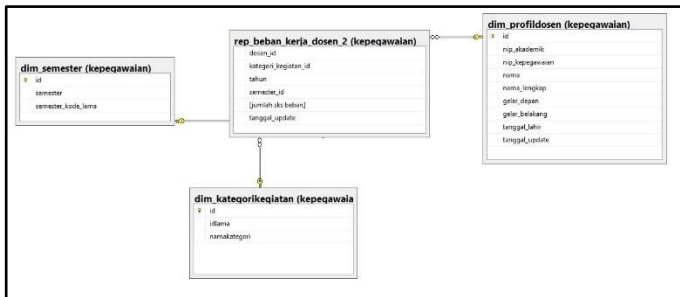 dim_semester (kepegawaian)
id
semester
semester_kode_lama
rep_beban_kerja_dosen_2 (kepegawaian)
dosen_id
kategori_kegiatan_id
tahun
semester_id
[jumlah sks beban]
tanggal_update
dim_profildosen (kepegawaian)
id
nip_akademik
nip_kepegawaian
nama
nama_lengkap
gelar_depan
gelar_belakang
tanggal_lahir
tanggal_update
dim_kategorikegiatan (kepegawaia
id
idlama
namakategori